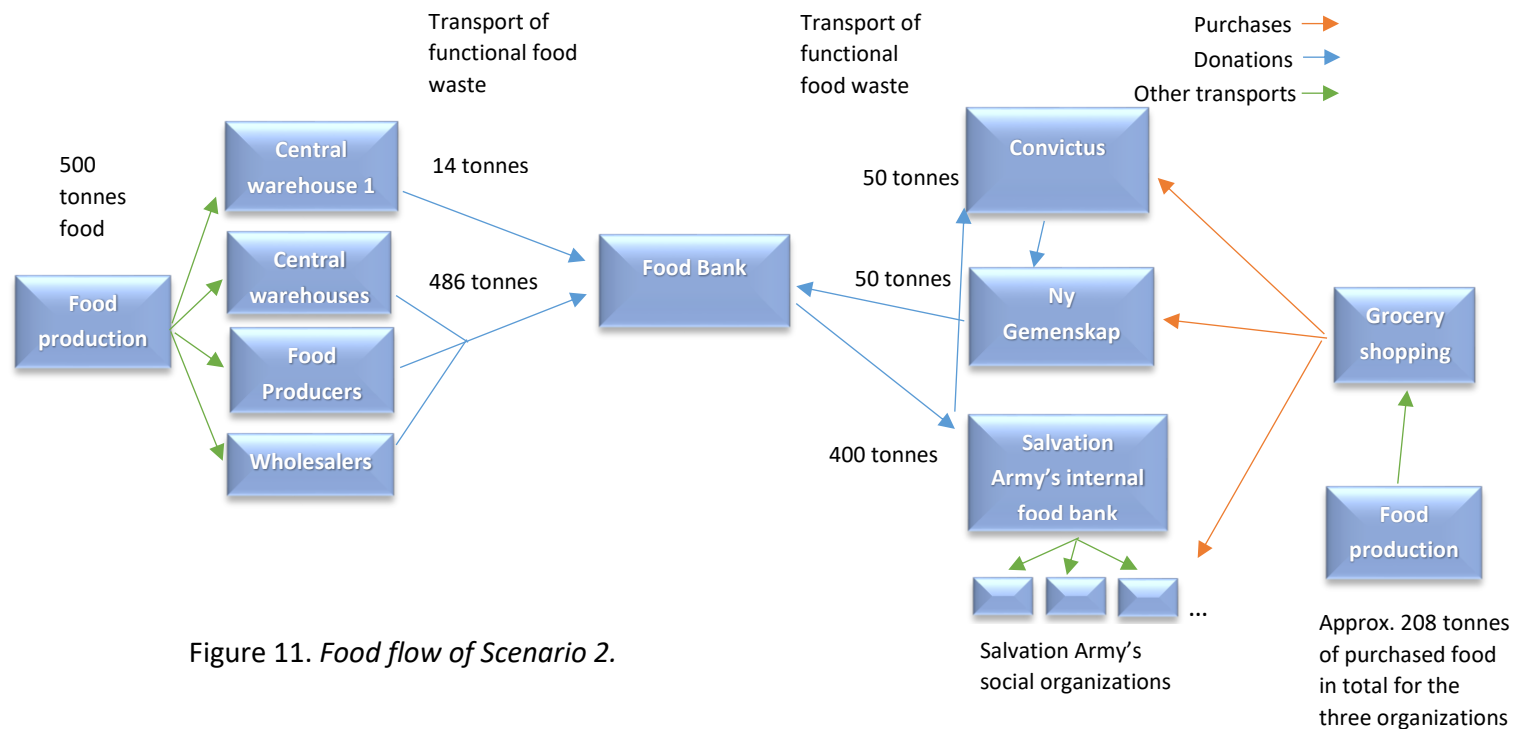 Transport of
functional food
waste
Transport of
functional
food waste
Purchases
Donations
Other transports
500
tonnes
food
Central
warehouse 1
14 tonnes
Convictus
50 tonnes
Central
warehouses
486 tonnes
Food Bank
50 tonnes
Ny
Gemenskap
Food
production
Grocery
shopping
Food
Producers
Wholesalers
400 tonnes
Salvation
Army's internal
food bank
Food
production
...
Salvation Army's
social organizations
Approx. 208 tonnes
of purchased food
in total for the
three organizations
Figure 11. Food flow of Scenario 2.